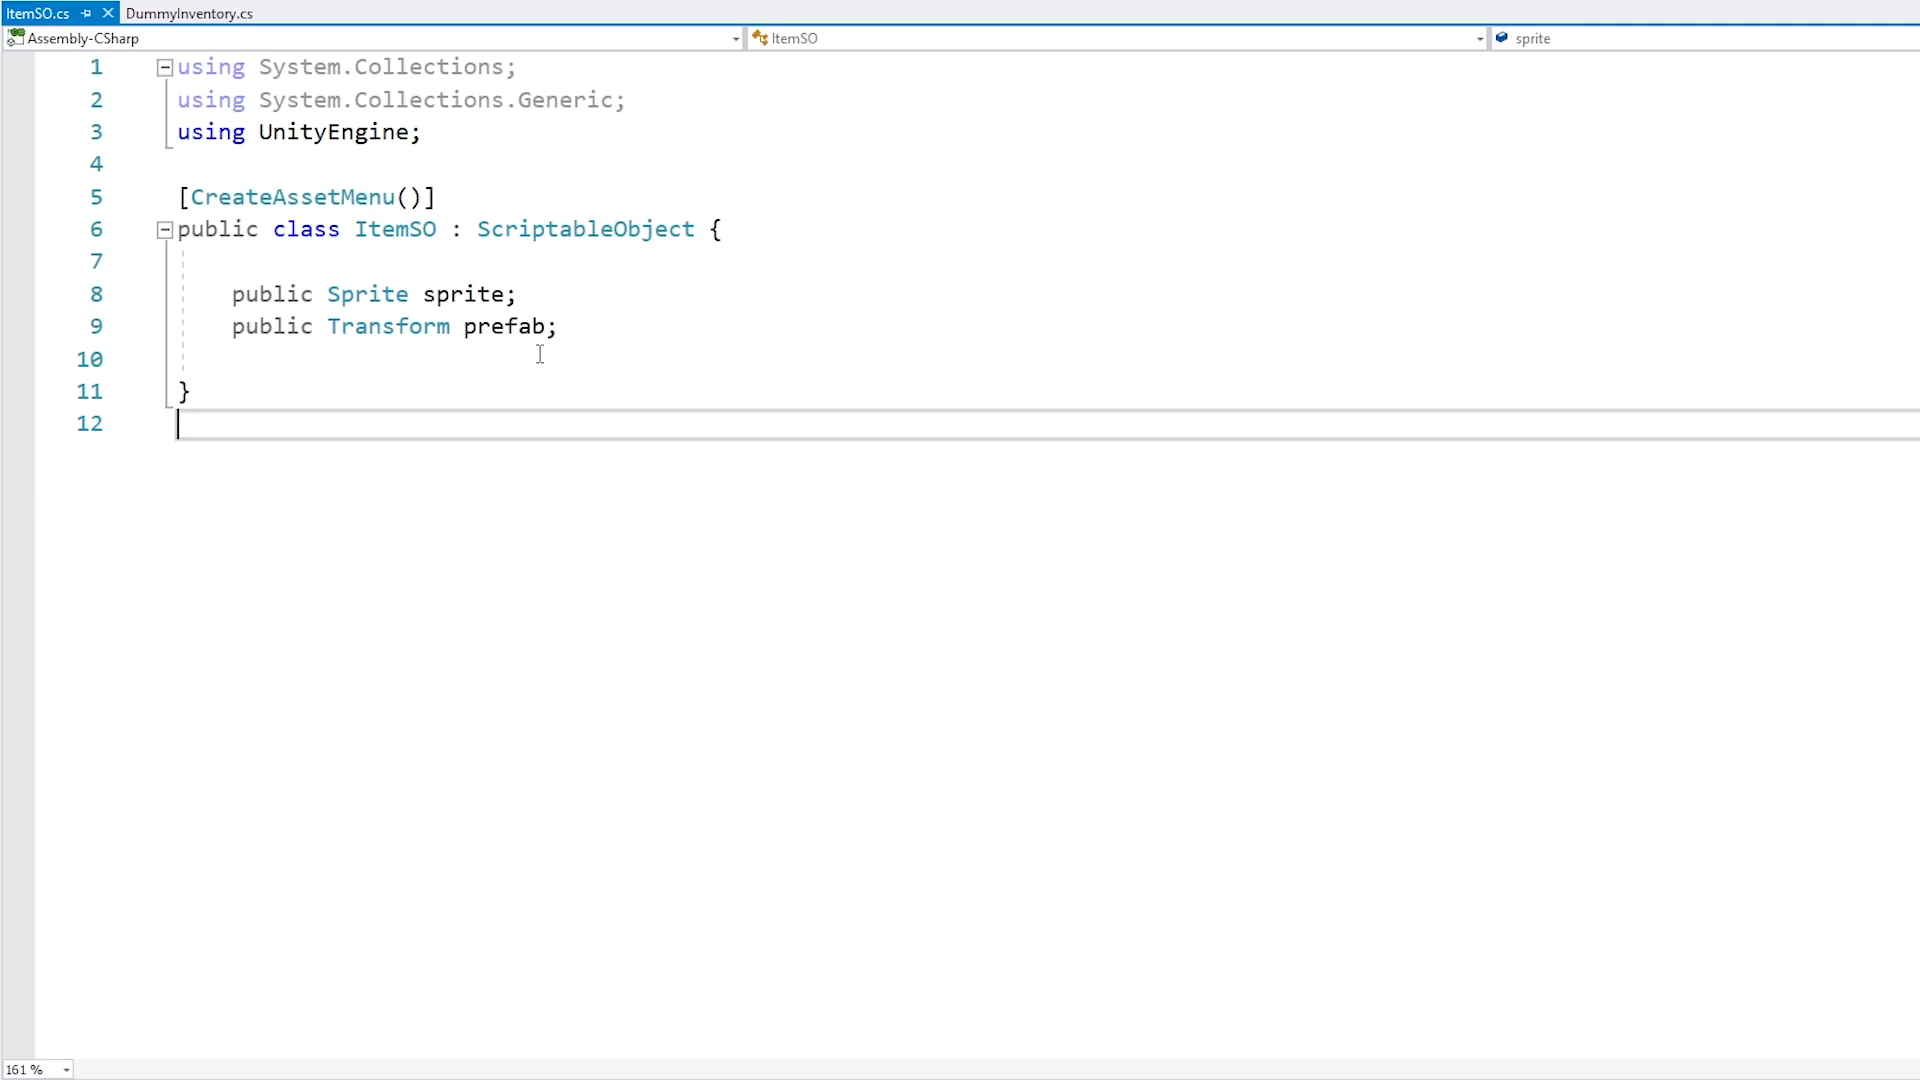 ItemSO.cs DummyInventory.cs
Assembly-CSharp ItemSO sprite
1 using System.Collections;
2 using System.Collections.Generic;
3 using UnityEngine;
4
5 [CreateAssetMenu()]
6 public class ItemSO : ScriptableObject {
7
8 public Sprite sprite;
9 public Transform prefab;
10
11 }
12
161 %